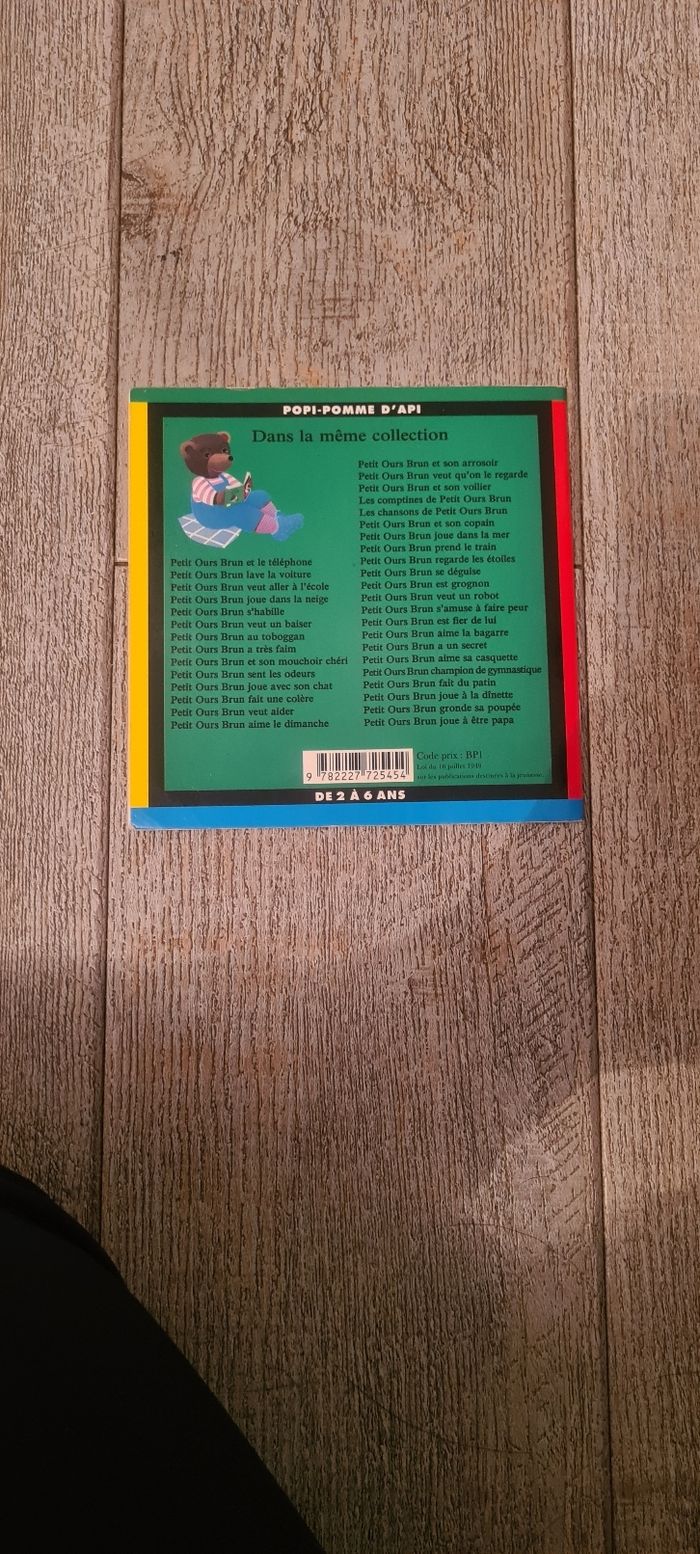 POPI-POMME D'API
Dans la même collection
Petit Ours Brun et le téléphone
Petit Ours Brun lave la voiture
Petit Ours Brun veut aller à l'école
Petit Ours Brun joue dans la neige
Petit Ours Brun s'habille
Petit Ours Brun veut un baiser
Petit Ours Brun au toboggan
Petit Ours Brun a très faim
Petit Ours Brun et son mouchoir chéri
Petit Ours Brun sent les odeurs
Petit Ours Brun joue avec son chat
Petit Ours Brun fait une colère
Petit Ours Brun veut aider
Petit Ours Brun aime le dimanche
Petit Ours Brun et son arrosoir
Petit Ours Brun veut qu'on le regarde
Petit Ours Brun et son voilier
Les comptines de Petit Ours Brun
Les chansons de Petit Ours Brun
Petit Ours Brun et son copain
Petit Ours Brun joue dans la mer
Petit Ours Brun prend le train
Petit Ours Brun regarde les étoiles
Petit Ours Brun se déguise
Petit Ours Brun est grognon
Petit Ours Brun veut un robot
Petit Ours Brun s'amuse à faire peur
Petit Ours Brun est fier de lui
Petit Ours Brun aime la bagarre
Petit Ours Brun a un secret
Petit Ours Brun aime sa casquette
Petit Ours Brun champion de gymnastique
Petit Ours Brun fait du patin
Petit Ours Brun joue à la dînette
Petit Ours Brun gronde sa poupée
Petit Ours Brun joue à être papa
9 782227 725454
Code prix : BP1
Loi du 16 juillet 1949
sur les publications destinées à la jeunesse.
DE 2 À 6 ANS